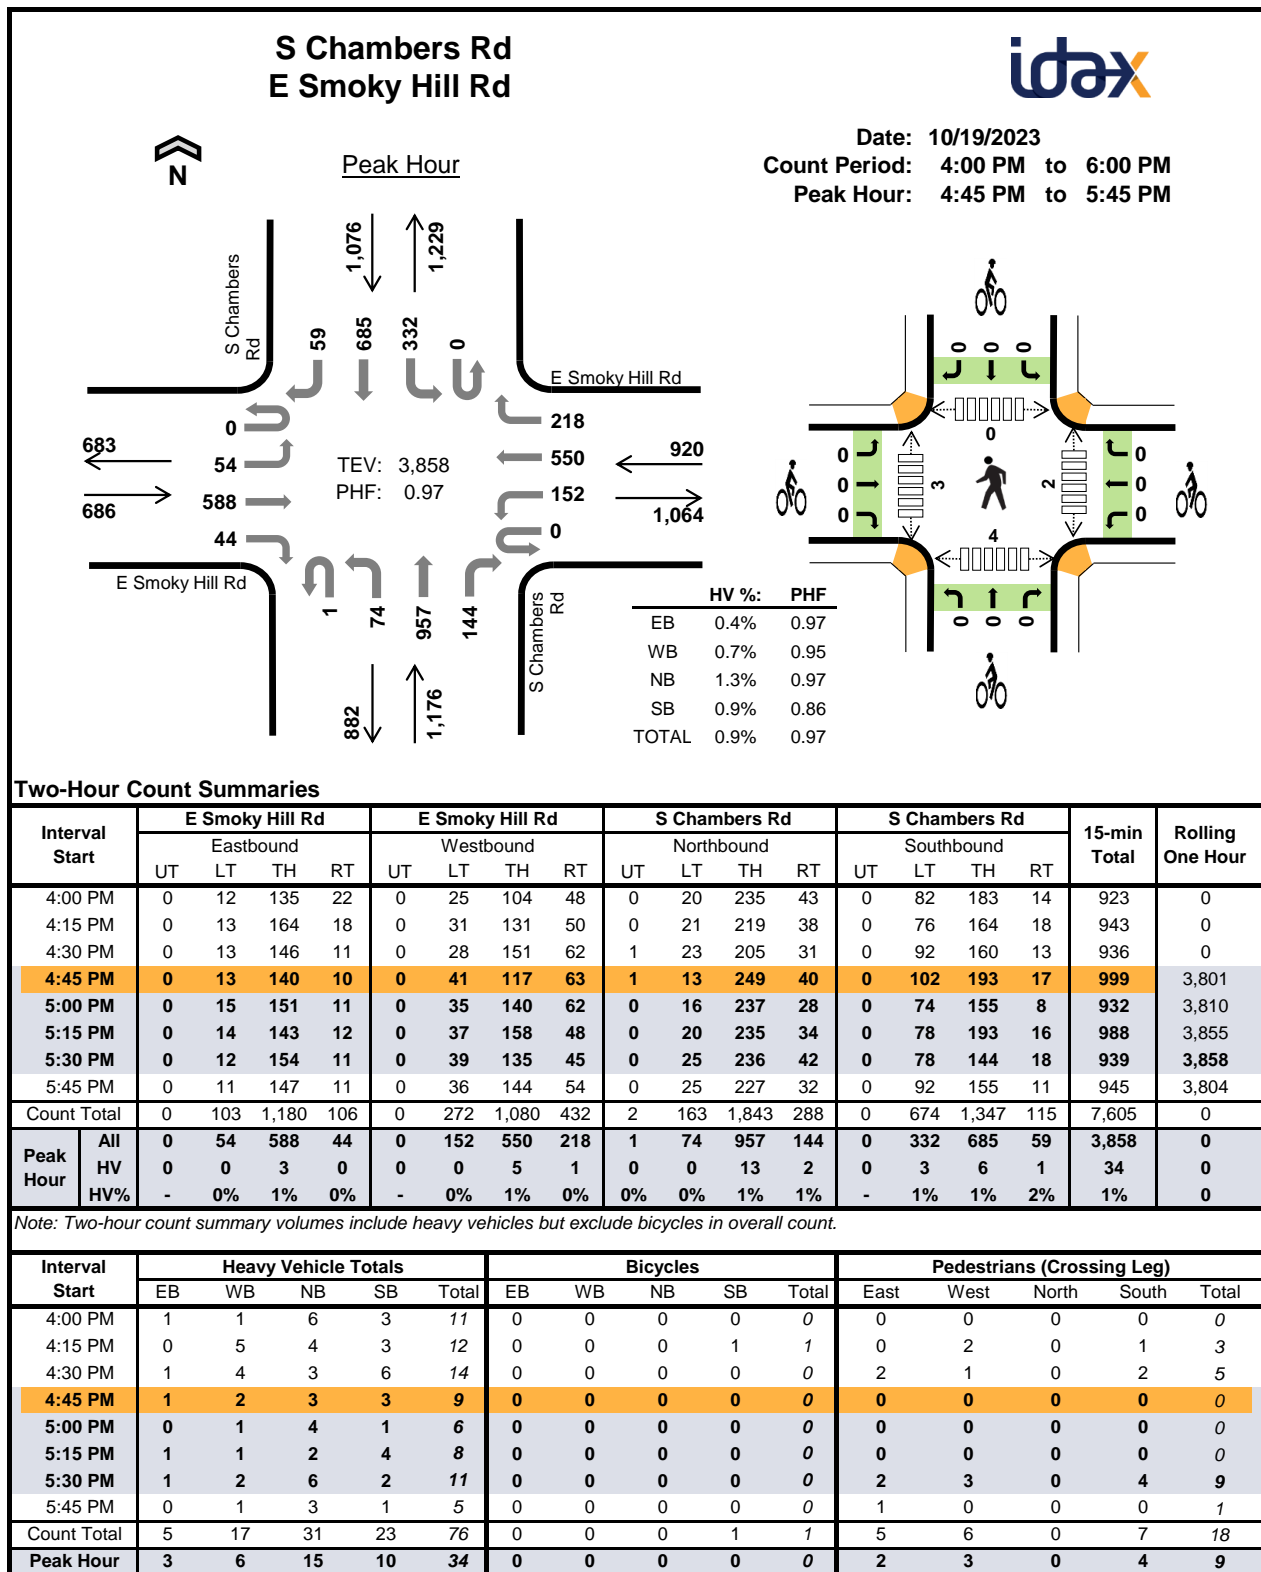 S Chambers Rd
E Smoky Hill Rd
idax
Date: 10/19/2023
Count Period: 4:00 PM to 6:00 PM
Peak Hour: 4:45 PM to 5:45 PM
N
Peak Hour
1,076
1,229
S Chambers
Rd
59
685
332
0
E Smoky Hill Rd
0
54
588
44
683
686
TEV: 3,858
PHF: 0.97
218
550
152
0
920
1,064
E Smoky Hill Rd
1
74
957
144
S Chambers
Rd
882
1,176
HV %: PHF
EB 0.4% 0.97
WB 0.7% 0.95
NB 1.3% 0.97
SB 0.9% 0.86
TOTAL 0.9% 0.97
0 0 0
0
0
0
0
0
3
2
0
0
0
4
0 0 0
Two-Hour Count Summaries
Interval
Start
E Smoky Hill Rd E Smoky Hill Rd S Chambers Rd S Chambers Rd
15-min
Total
Rolling
One Hour
Eastbound Westbound Northbound Southbound
UT LT TH RT UT LT TH RT UT LT TH RT UT LT TH RT
4:00 PM 0 12 135 22 0 25 104 48 0 20 235 43 0 82 183 14 923 0
4:15 PM 0 13 164 18 0 31 131 50 0 21 219 38 0 76 164 18 943 0
4:30 PM 0 13 146 11 0 28 151 62 1 23 205 31 0 92 160 13 936 0
4:45 PM 0 13 140 10 0 41 117 63 1 13 249 40 0 102 193 17 999 3,801
5:00 PM 0 15 151 11 0 35 140 62 0 16 237 28 0 74 155 8 932 3,810
5:15 PM 0 14 143 12 0 37 158 48 0 20 235 34 0 78 193 16 988 3,855
5:30 PM 0 12 154 11 0 39 135 45 0 25 236 42 0 78 144 18 939 3,858
5:45 PM 0 11 147 11 0 36 144 54 0 25 227 32 0 92 155 11 945 3,804
Count Total 0 103 1,180 106 0 272 1,080 432 2 163 1,843 288 0 674 1,347 115 7,605 0
Peak
Hour
All 0 54 588 44 0 152 550 218 1 74 957 144 0 332 685 59 3,858 0
HV 0 0 3 0 0 0 5 1 0 0 13 2 0 3 6 1 34 0
HV% - 0% 1% 0% - 0% 1% 0% 0% 0% 1% 1% - 1% 1% 2% 1% 0
Note: Two-hour count summary volumes include heavy vehicles but exclude bicycles in overall count.
Interval
Start
Heavy Vehicle Totals Bicycles Pedestrians (Crossing Leg)
EB WB NB SB Total EB WB NB SB Total East West North South Total
4:00 PM 1 1 6 3 11 0 0 0 0 0 0 0 0 0 0
4:15 PM 0 5 4 3 12 0 0 0 1 1 0 2 0 1 3
4:30 PM 1 4 3 6 14 0 0 0 0 0 2 1 0 2 5
4:45 PM 1 2 3 3 9 0 0 0 0 0 0 0 0 0 0
5:00 PM 0 1 4 1 6 0 0 0 0 0 0 0 0 0 0
5:15 PM 1 1 2 4 8 0 0 0 0 0 0 0 0 0 0
5:30 PM 1 2 6 2 11 0 0 0 0 0 2 3 0 4 9
5:45 PM 0 1 3 1 5 0 0 0 0 0 1 0 0 0 1
Count Total 5 17 31 23 76 0 0 0 1 1 5 6 0 7 18
Peak Hour 3 6 15 10 34 0 0 0 0 0 2 3 0 4 9